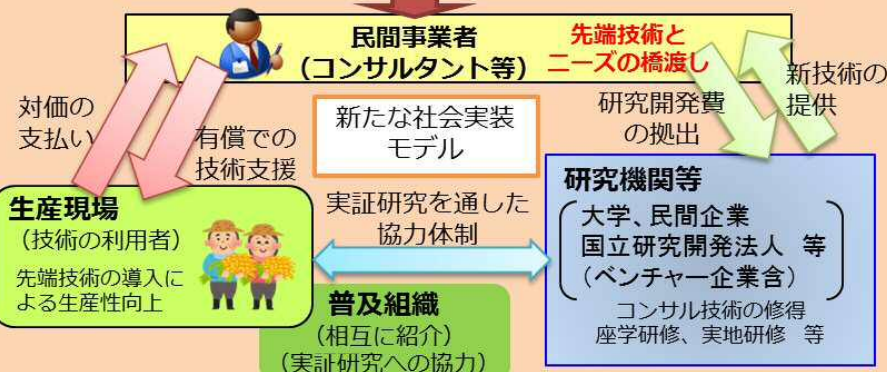 民間事業者
(コンサルタント等)
先端技術と
ニーズの橋渡し
対価の
支払い
有償での
技術支援
新たな社会実装
モデル
研究開発費
の拠出
新技術の
提供
生産現場
(技術の利用者)
先端技術の導入に
よる生産性向上
実証研究を通した
協力体制
研究機関等
大学、民間企業
国立研究開発法人 等
(ベンチャー企業含)
コンサル技術の修得
座学研修、実地研修 等
普及組織
(相互に紹介)
(実証研究への協力)